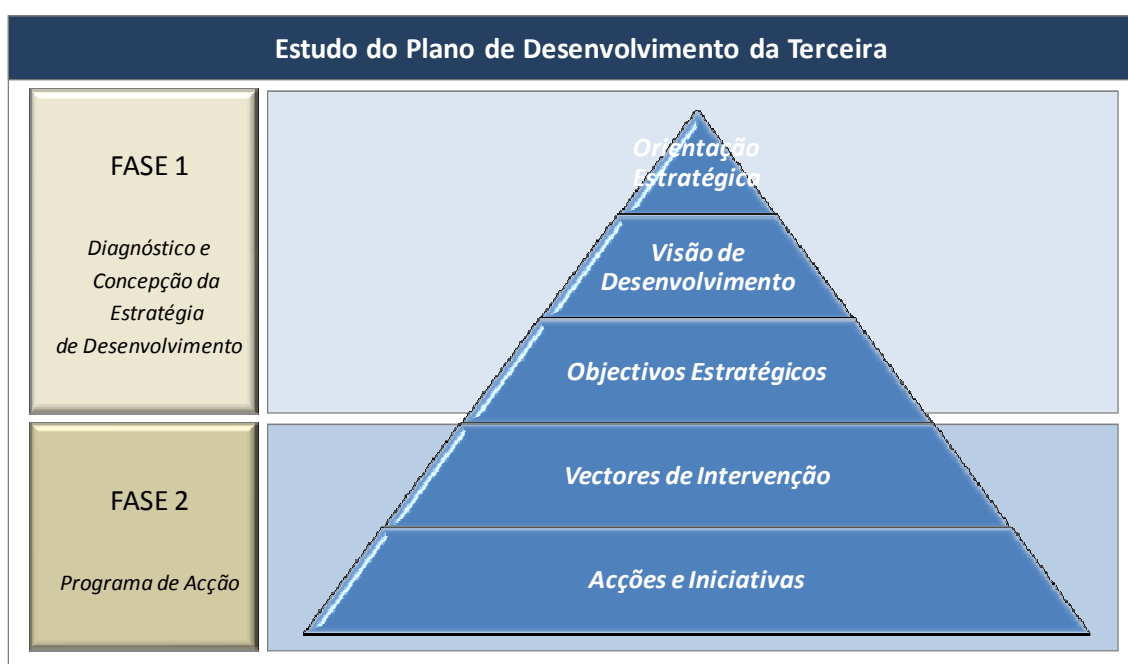 Estudo do Plano de Desenvolvimento da Terceira
FASE 1
Diagnóstico e
Concepção da
Estratégia
de Desenvolvimento
Orientação
Estratégica
Visão de
Desenvolvimento
Objectivos Estratégicos
FASE 2
Programa de Acção
Vectores de Intervenção
Acções e Iniciativas